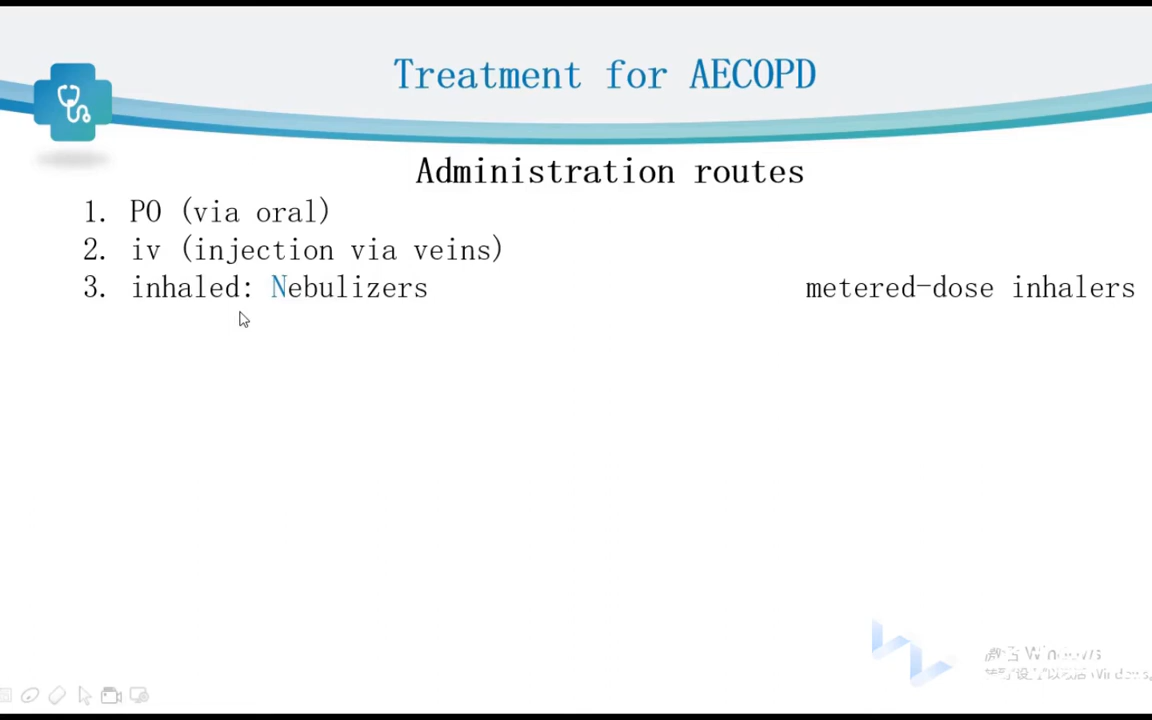 Treatment for AECOPD
Administration routes
1. PO (via oral)
2. iv (injection via veins)
3. inhaled: Nebulizers metered-dose inhalers
Windows